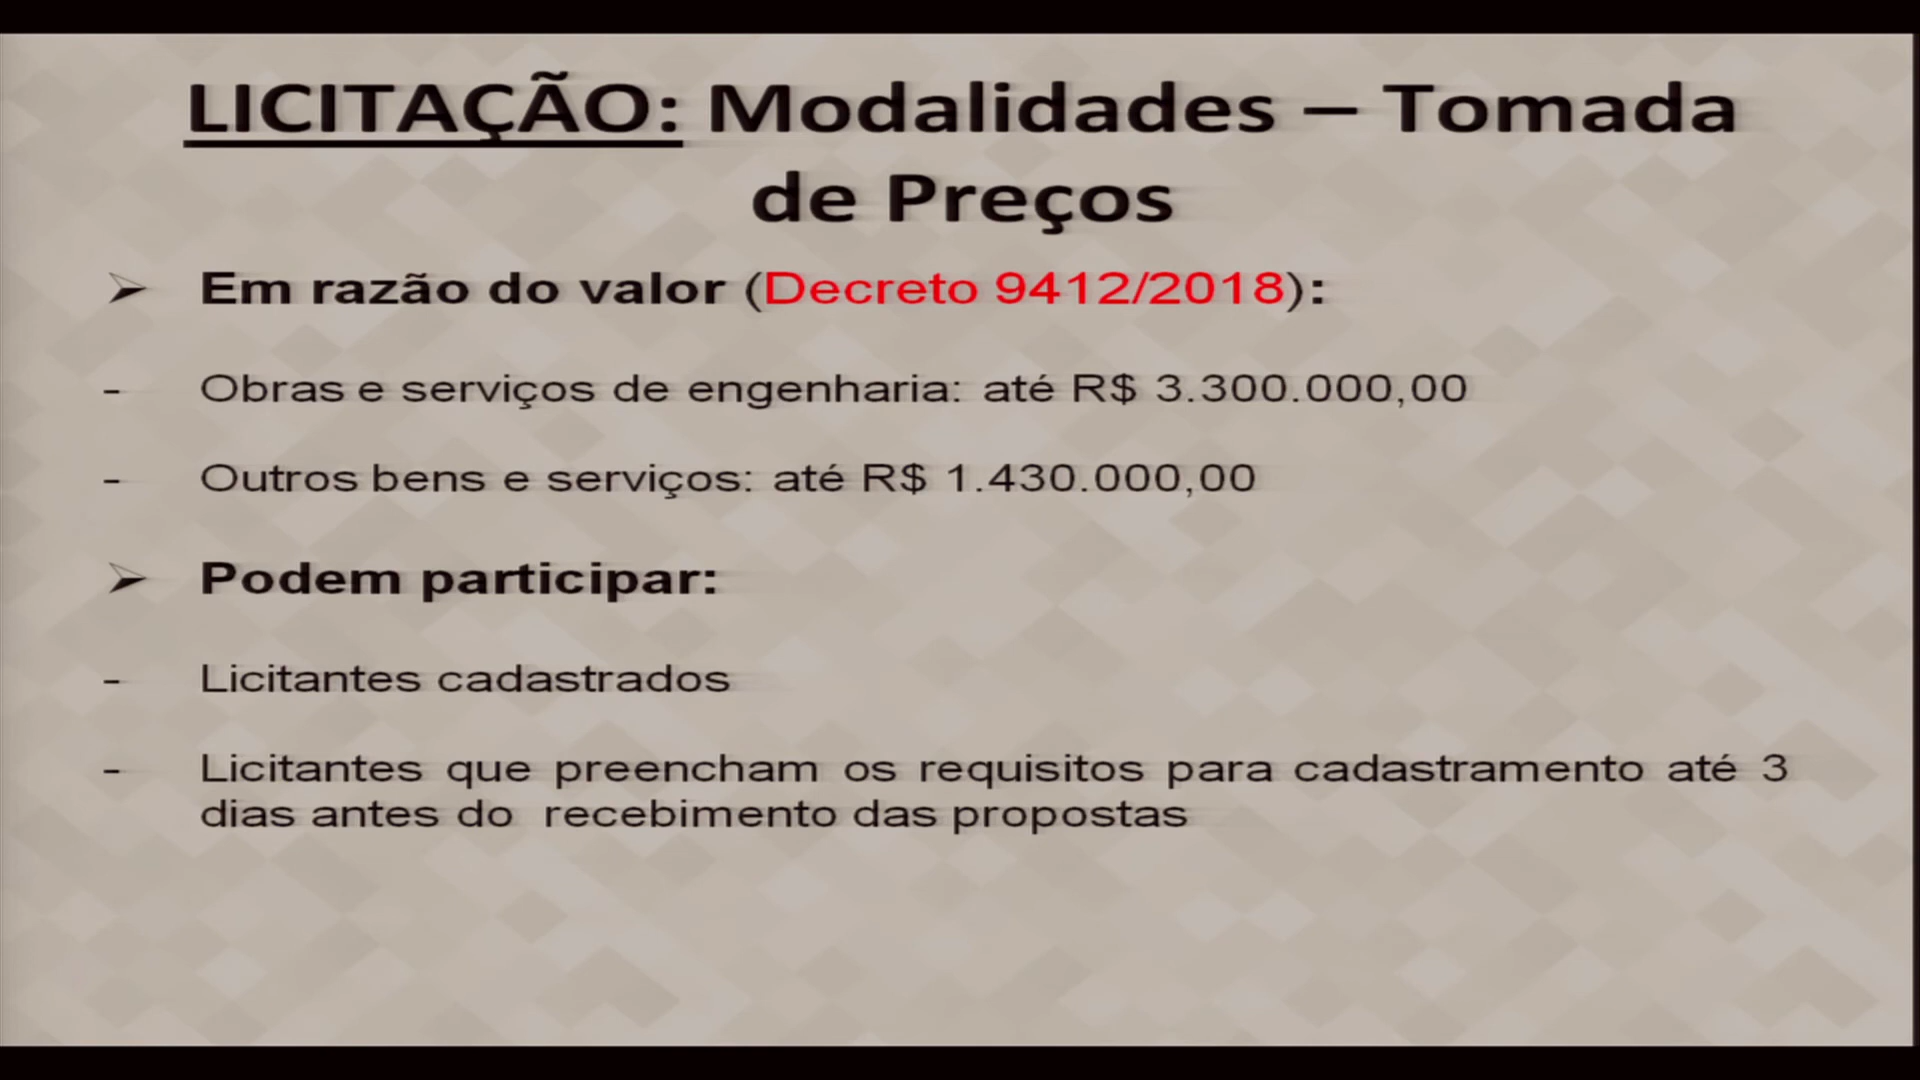 LICITAÇÃO: Modalidades – Tomada
de Preços
➢ Em razão do valor (Decreto 9412/2018):
- Obras e serviços de engenharia: até R$ 3.300.000,00
- Outros bens e serviços: até R$ 1.430.000,00
➢ Podem participar:
- Licitantes cadastrados
- Licitantes que preencham os requisitos para cadastramento até 3
dias antes do recebimento das propostas